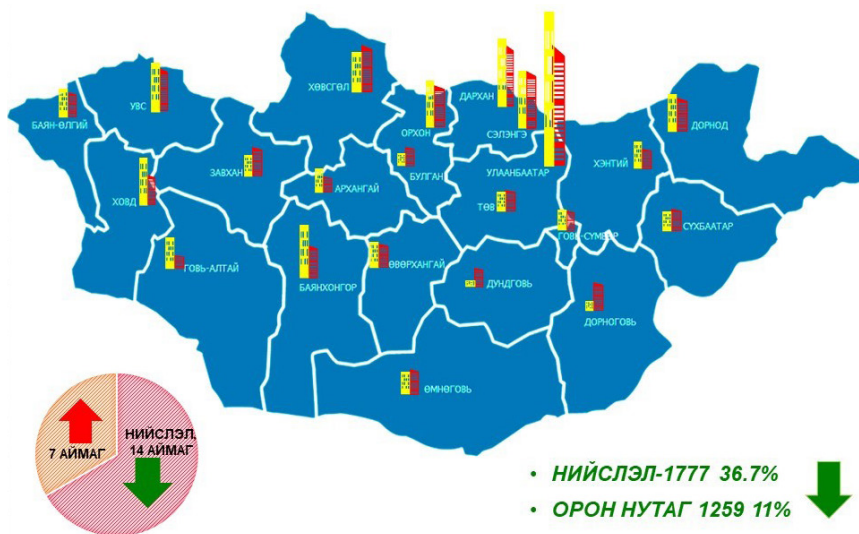 ХӨВСГӨЛ
ДАРХАН
УВС
БАЯН-ӨЛГИЙ
ОРХОН
СЭЛЭНГЭ
ДОРНОД
ХЭНТИЙ
ЗАВХАН
БУЛГАН
УЛААНБААТАР
АРХАНГАЙ
ХОВД
ТӨВ
ГОВЬ-СҮМБЭР
СҮХБААТАР
ГОВЬ-АЛТАЙ
ӨВӨРХАНГАЙ
БАЯНХОНГОР
ДУНДГОВЬ
ДОРНОГОВЬ
ӨМНӨГОВЬ
7 АЙМАГ
НИЙСЛЭЛ,
14 АЙМАГ
• НИЙСЛЭЛ-1777 36.7%
• ОРОН НУТАГ 1259 11%